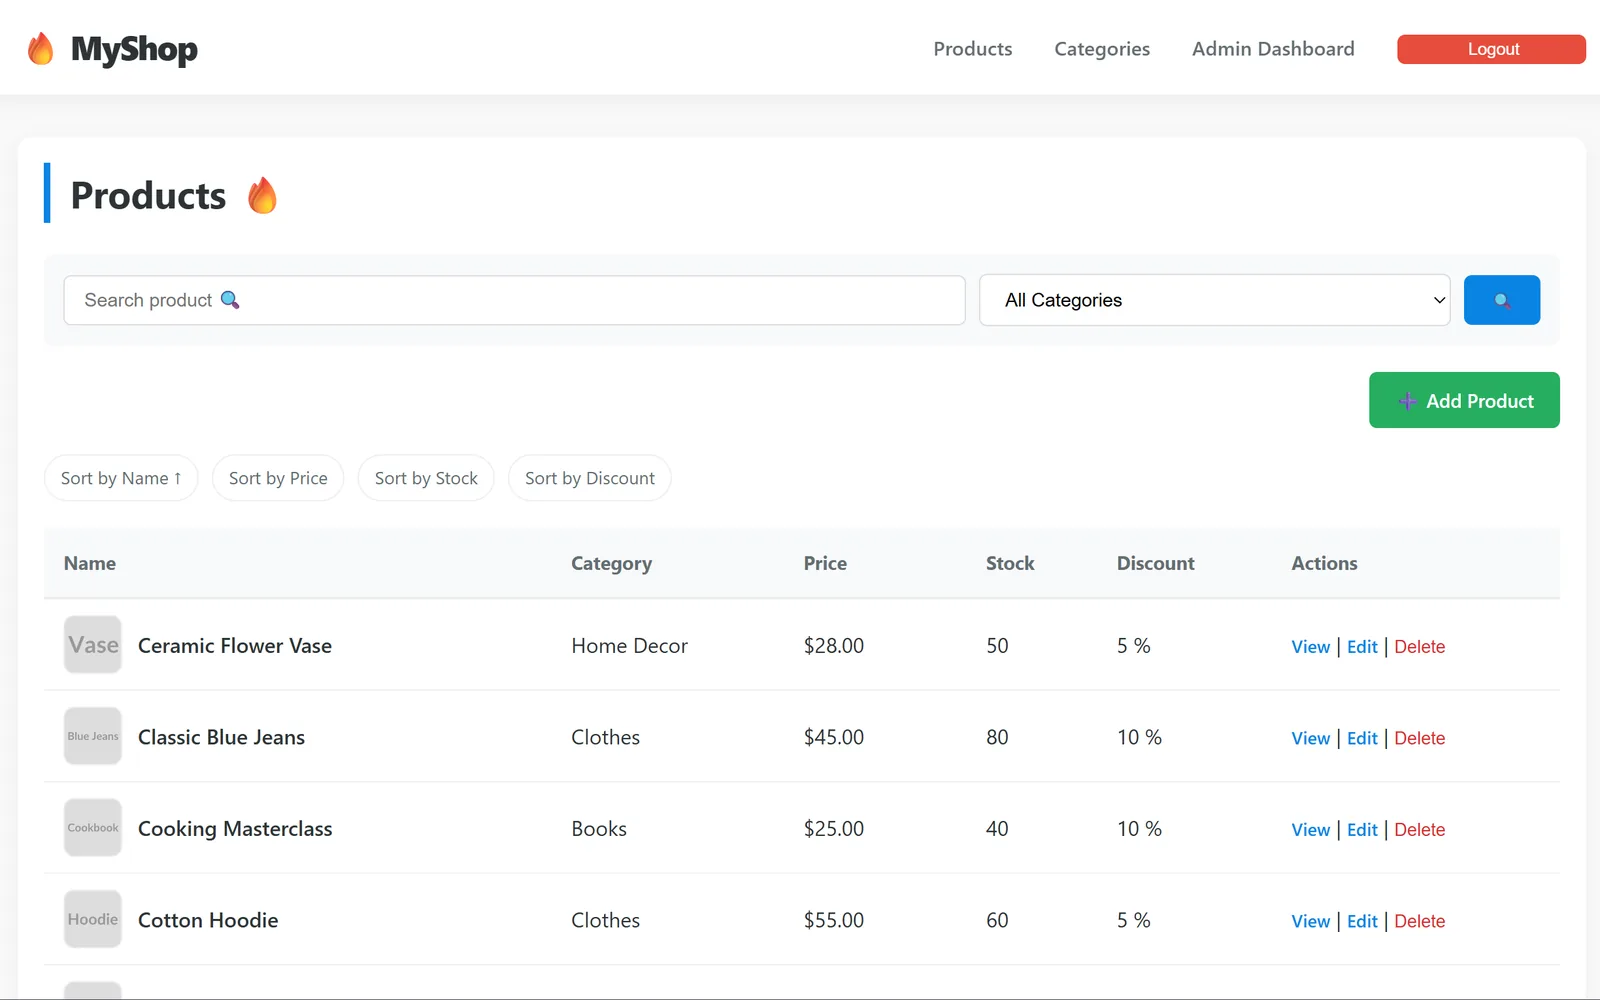 🔥 MyShop Products Categories Admin Dashboard Logout
Products 🔥
Search product 🔍 All Categories 🔍
➕ Add Product
Sort by Name ↑ Sort by Price Sort by Stock Sort by Discount
Name Category Price Stock Discount Actions
Vase Ceramic Flower Vase Home Decor $28.00 50 5 % View | Edit | Delete
Blue Jeans Classic Blue Jeans Clothes $45.00 80 10 % View | Edit | Delete
Cookbook Cooking Masterclass Books $25.00 40 10 % View | Edit | Delete
Hoodie Cotton Hoodie Clothes $55.00 60 5 % View | Edit | Delete